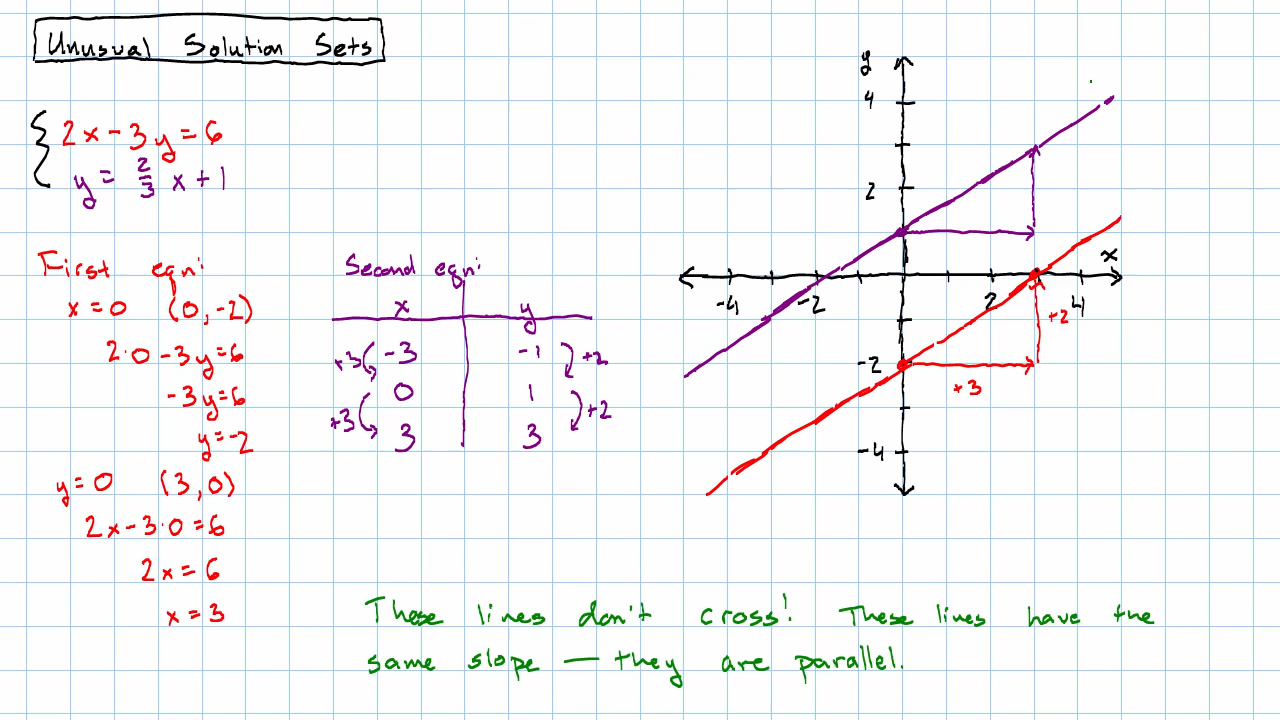 Unusual Solution Sets
2x - 3y = 6
y = 2/3 x + 1
First eqn:
x = 0 (0, -2)
2·0 - 3y = 6
-3y = 6
y = -2
y = 0 (3, 0)
2x - 3·0 = 6
2x = 6
x = 3
Second eqn:
x y
+3 -3 -1 +2
0 1
+3 3 3 +2
y
4
2
x
-4 -2 2 4
+2
-2
+3
-4
These lines don't cross! These lines have the
same slope — they are parallel.